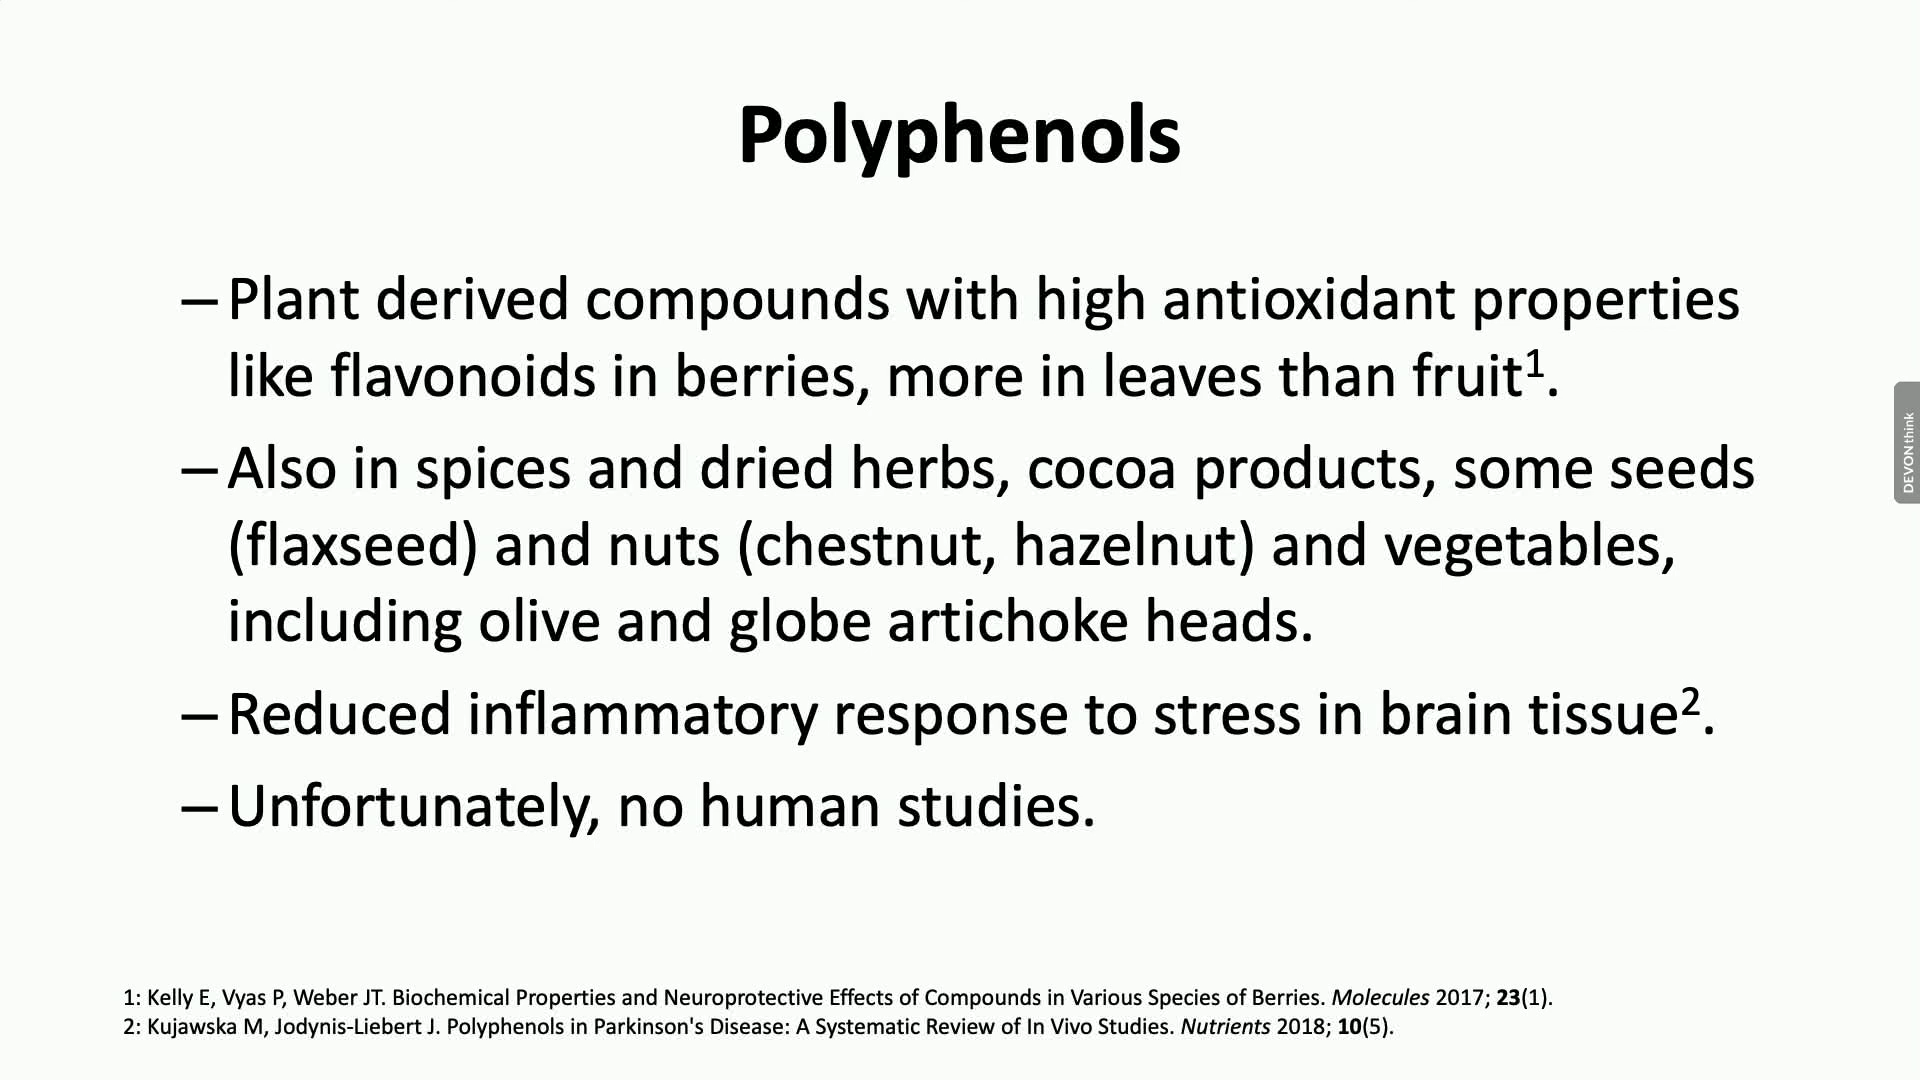 Polyphenols
– Plant derived compounds with high antioxidant properties
like flavonoids in berries, more in leaves than fruit¹.
– Also in spices and dried herbs, cocoa products, some seeds
(flaxseed) and nuts (chestnut, hazelnut) and vegetables,
including olive and globe artichoke heads.
– Reduced inflammatory response to stress in brain tissue².
– Unfortunately, no human studies.
DEVONthink
1: Kelly E, Vyas P, Weber JT. Biochemical Properties and Neuroprotective Effects of Compounds in Various Species of Berries. Molecules 2017; 23(1).
2: Kujawska M, Jodynis-Liebert J. Polyphenols in Parkinson's Disease: A Systematic Review of In Vivo Studies. Nutrients 2018; 10(5).